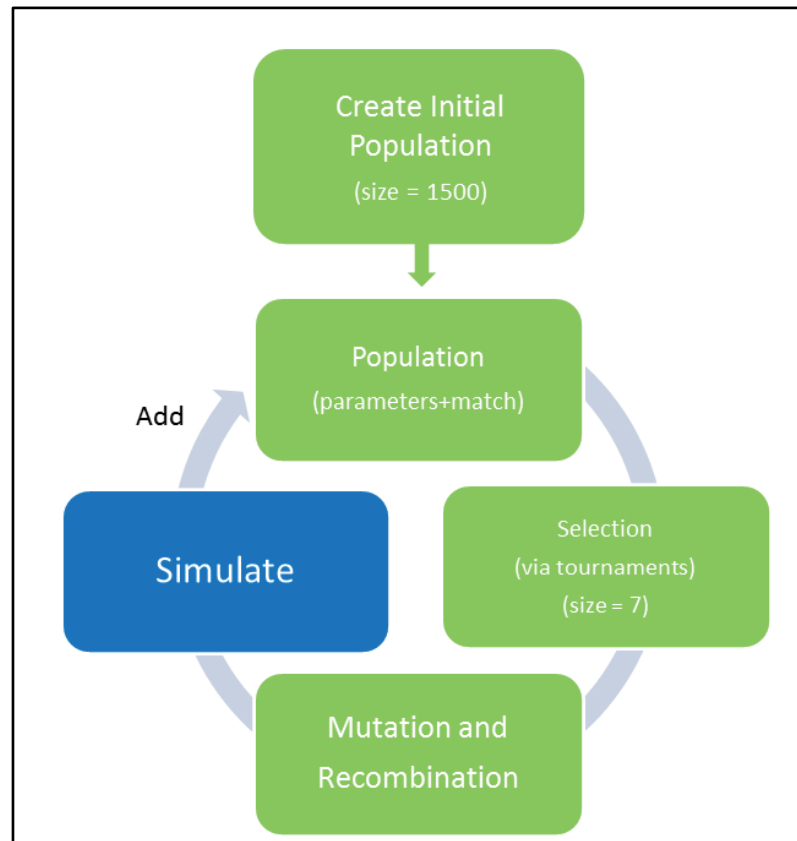 Create Initial
Population
(size = 1500)
Population
(parameters+match)
Add
Simulate
Selection
(via tournaments)
(size = 7)
Mutation and
Recombination